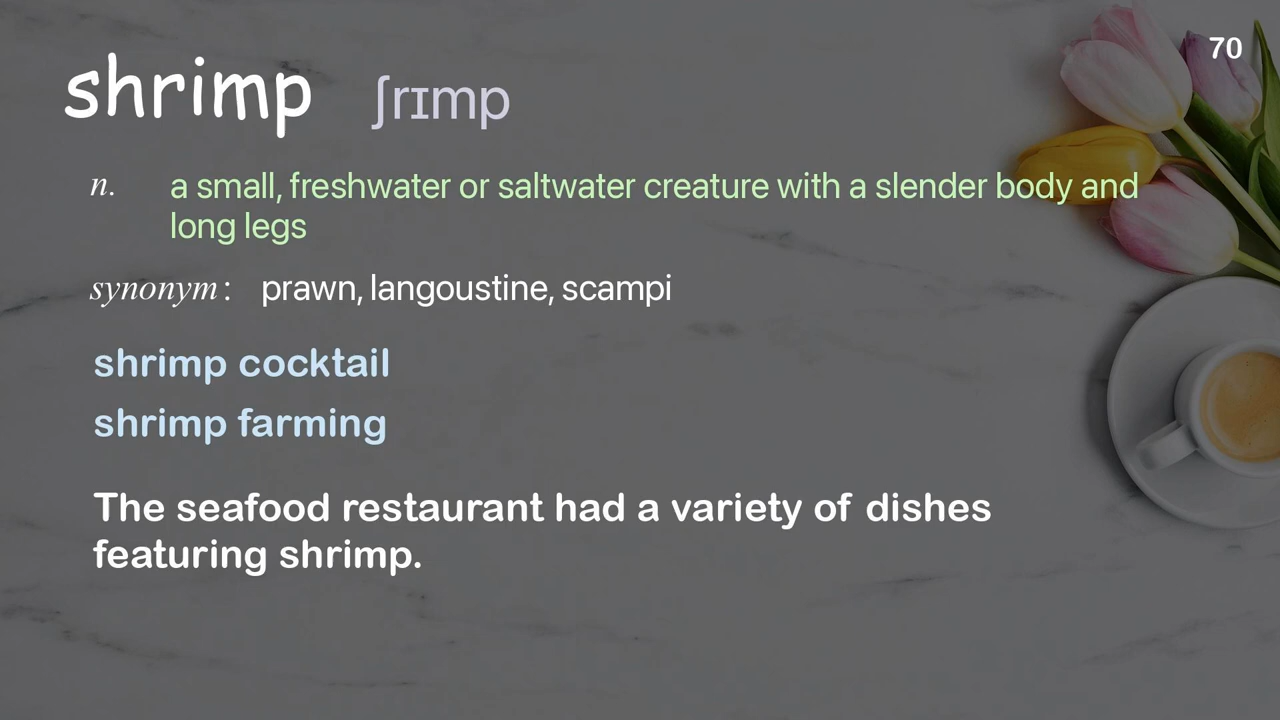 70
shrimp ʃrɪmp
n. a small, freshwater or saltwater creature with a slender body and
long legs
synonym: prawn, langoustine, scampi
shrimp cocktail
shrimp farming
The seafood restaurant had a variety of dishes
featuring shrimp.